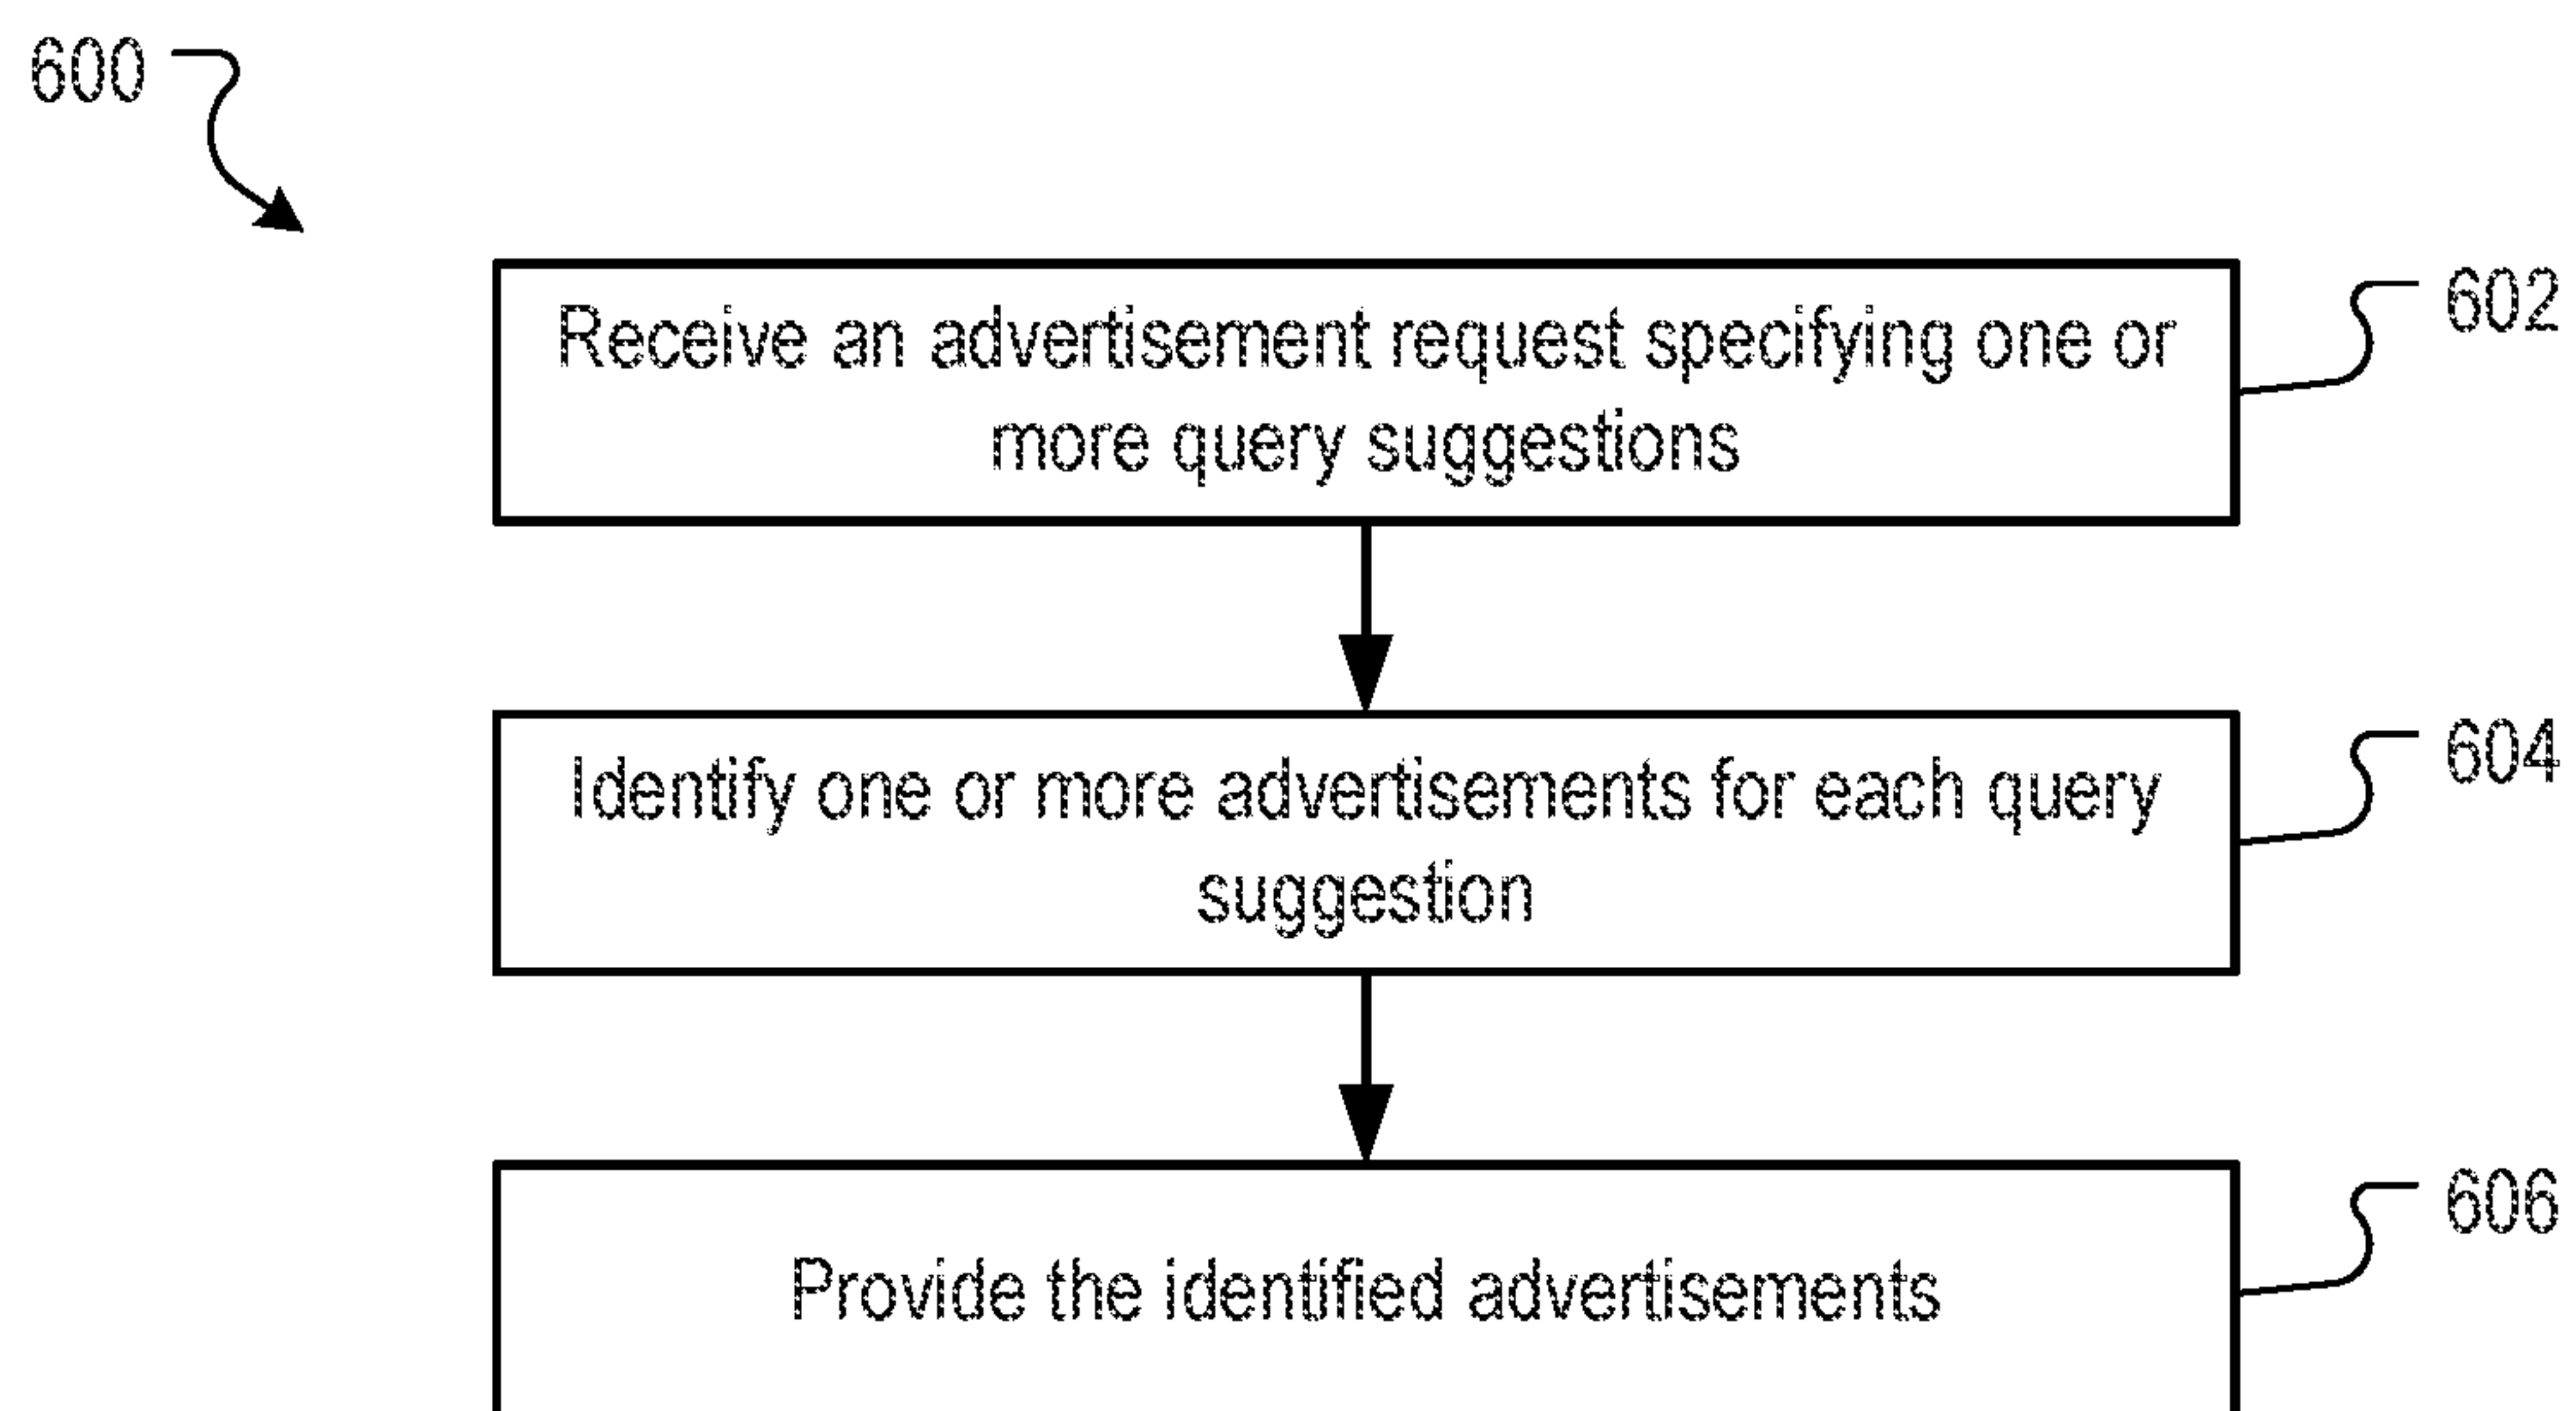 600
Receive an advertisement request specifying one or
more query suggestions
602
Identify one or more advertisements for each query
suggestion
604
Provide the identified advertisements
606